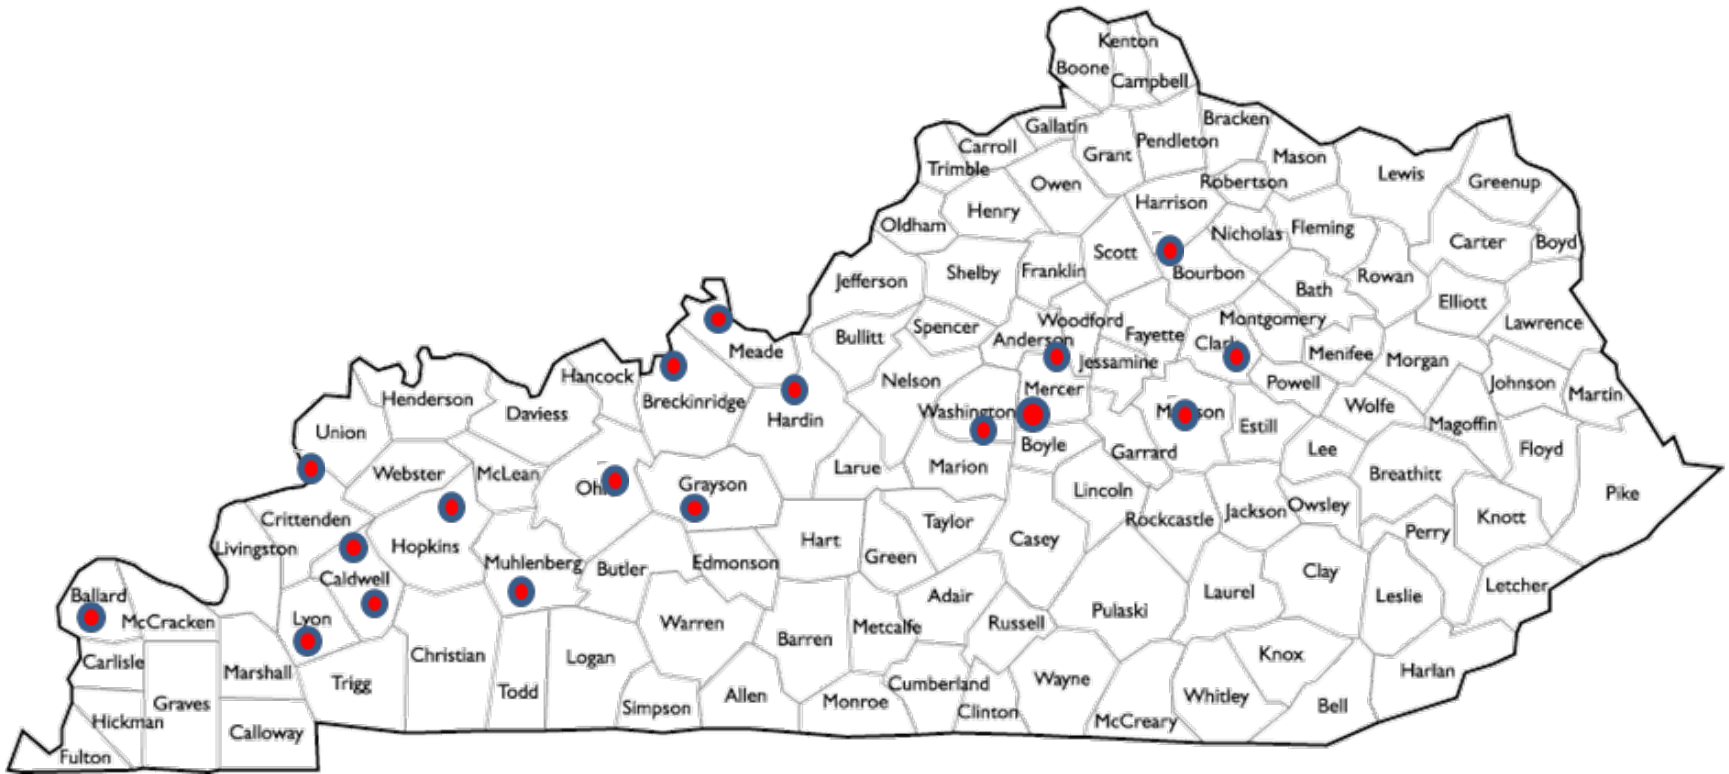 Kenton
Boone
Campbell
Bracken
Gallatin
Pendleton
Carroll
Grant
Mason
Trimble
Lewis
Owen
Robertson
Greenup
Harrison
Henry
Oldham
Nicholas
Fleming
Carter
Boyd
Scott
Shelby
Franklin
Bourbon
Rowan
Jefferson
Bath
Elliott
Woodford
Montgomery
Lawrence
Spencer
Bullitt
Anderson
Fayette
Clark
Meade
Jessamine
Menifee
Morgan
Hancock
Nelson
Mercer
Powell
Johnson
Martin
Henderson
Breckinridge
Daviess
Hardin
Washington
Wolfe
Magoffin
Union
Estill
Boyle
Garrard
Lee
Floyd
Webster
McLean
Larue
Marion
Breathitt
Grayson
Lincoln
Pike
Crittenden
Taylor
Rockcastle
Jackson
Owsley
Knott
Livingston
Hopkins
Hart
Green
Casey
Perry
Muhlenberg
Butler
Edmonson
Caldwell
Clay
Letcher
Ballard
Adair
Laurel
Leslie
Pulaski
Lyon
McCracken
Warren
Metcalfe
Russell
Barren
Carlisle
Christian
Logan
Knox
Marshall
Trigg
Wayne
Harlan
Todd
Allen
Cumberland
Whitley
Graves
Monroe
Simpson
Clinton
Bell
Hickman
McCreary
Calloway
Fulton